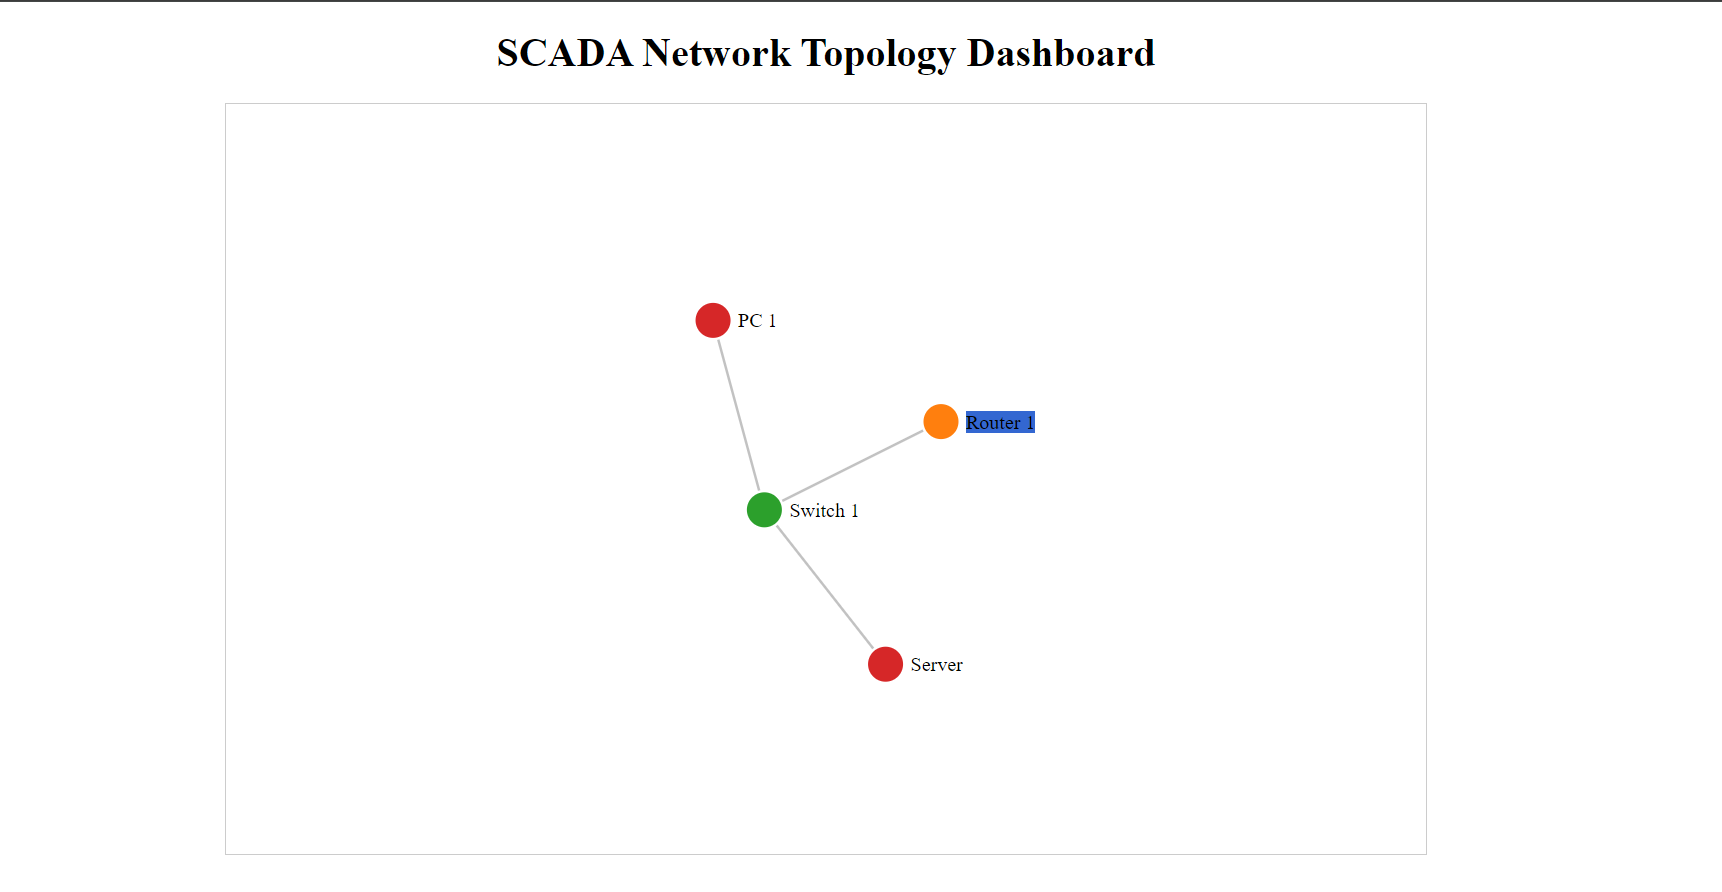 SCADA Network Topology Dashboard
PC 1
Router 1
Switch 1
Server